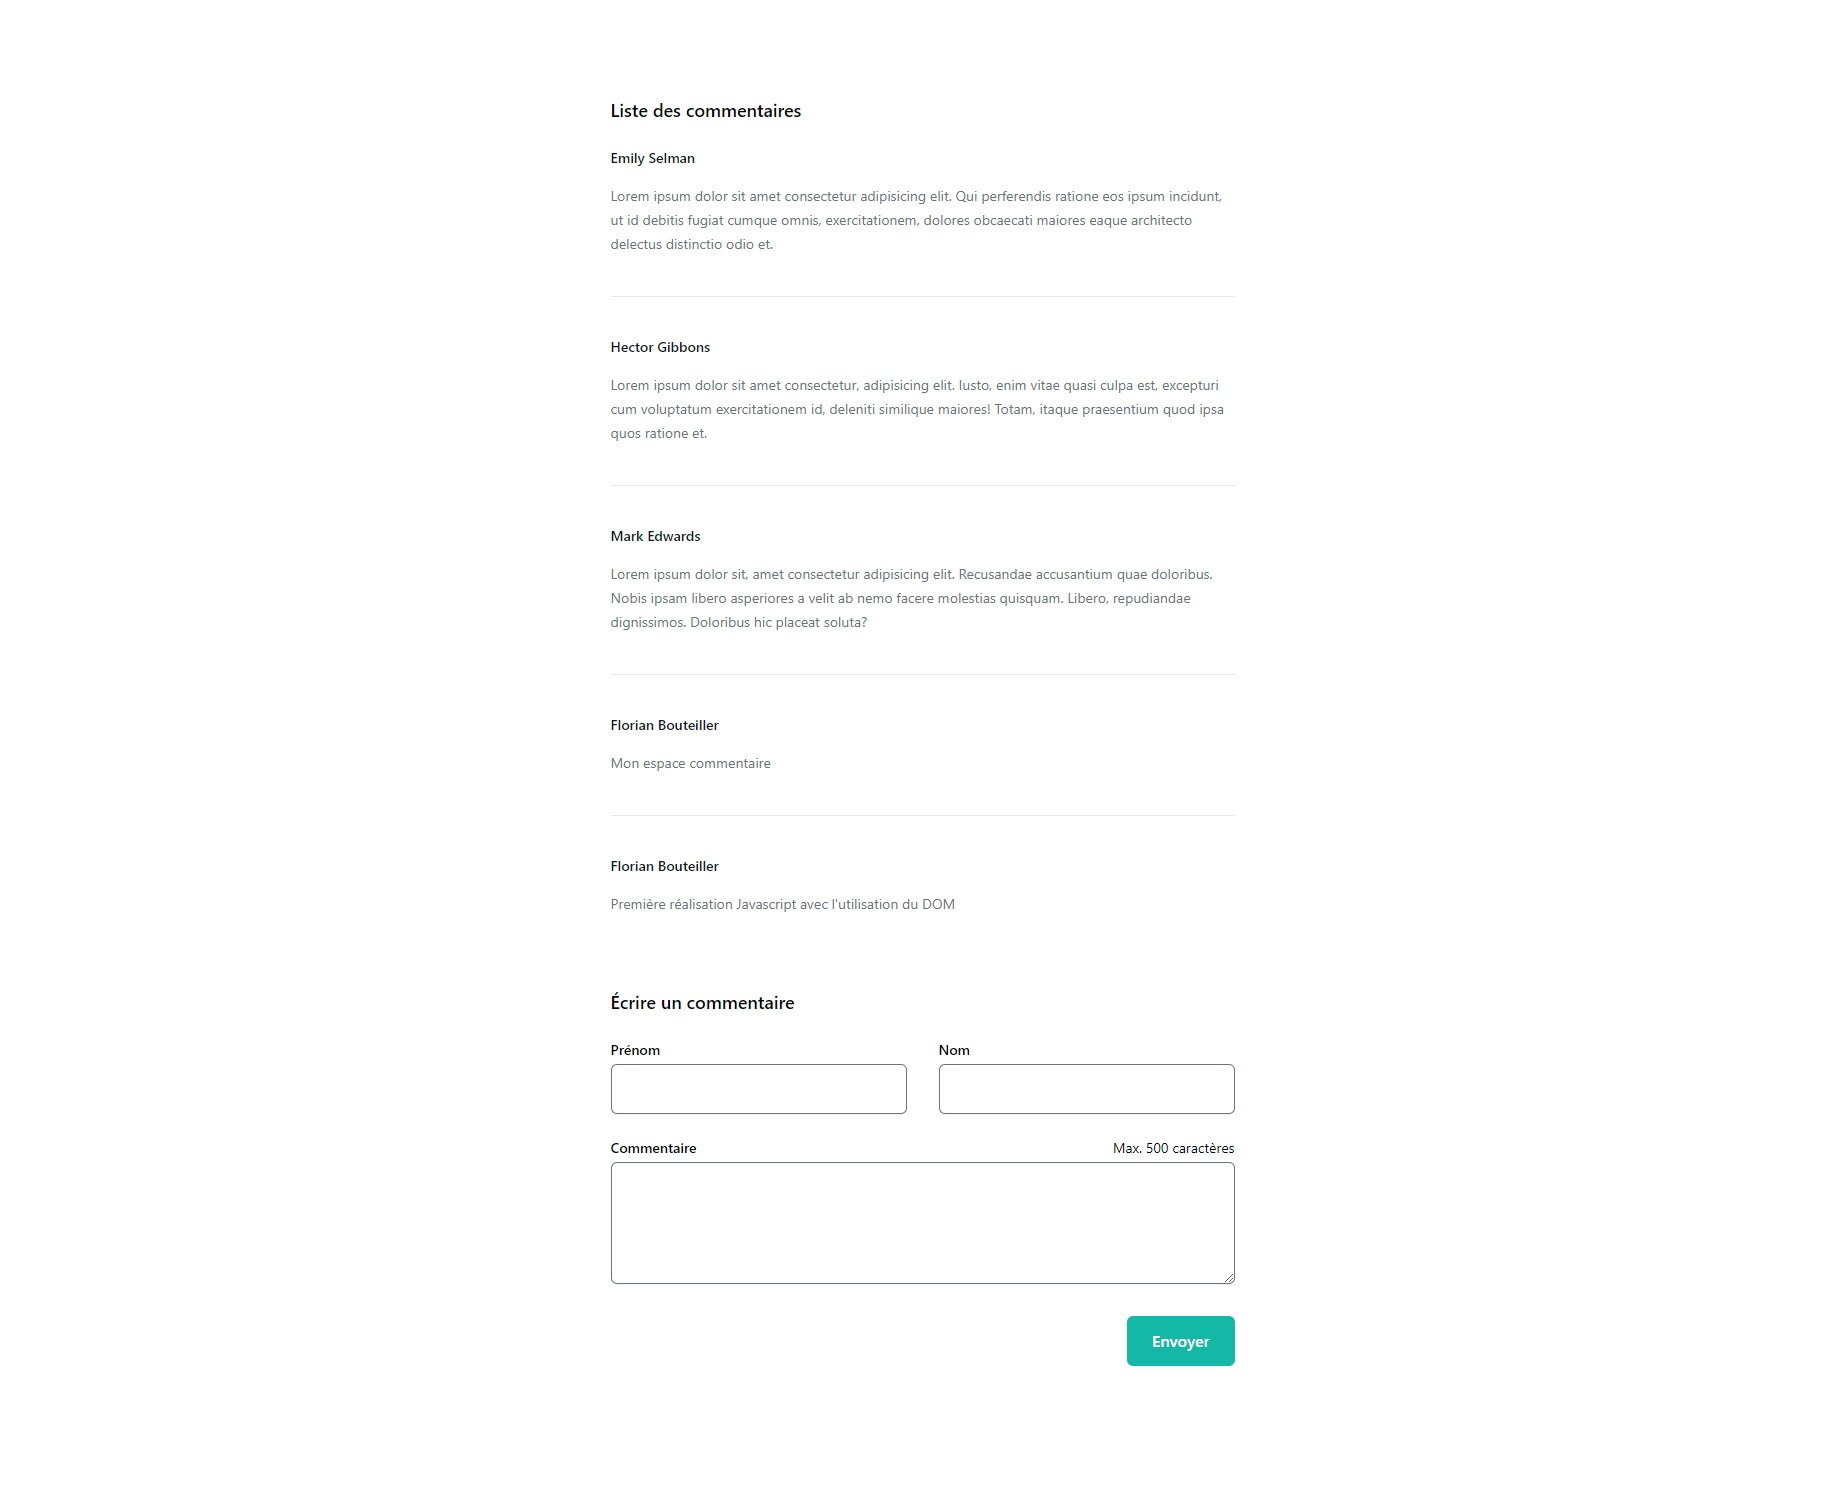 Liste des commentaires
Emily Selman
Lorem ipsum dolor sit amet consectetur adipisicing elit. Qui perferendis ratione eos ipsum incidunt,
ut id debitis fugiat cumque omnis, exercitationem, dolores obcaecati maiores eaque architecto
delectus distinctio odio et.
Hector Gibbons
Lorem ipsum dolor sit amet consectetur, adipisicing elit. Iusto, enim vitae quasi culpa est, excepturi
cum voluptatum exercitationem id, deleniti similique maiores! Totam, itaque praesentium quod ipsa
quos ratione et.
Mark Edwards
Lorem ipsum dolor sit, amet consectetur adipisicing elit. Recusandae accusantium quae doloribus.
Nobis ipsam libero asperiores a velit ab nemo facere molestias quisquam. Libero, repudiandae
dignissimos. Doloribus hic placeat soluta?
Florian Bouteiller
Mon espace commentaire
Florian Bouteiller
Première réalisation Javascript avec l'utilisation du DOM
Écrire un commentaire
Prénom Nom
Commentaire Max. 500 caractères
Envoyer